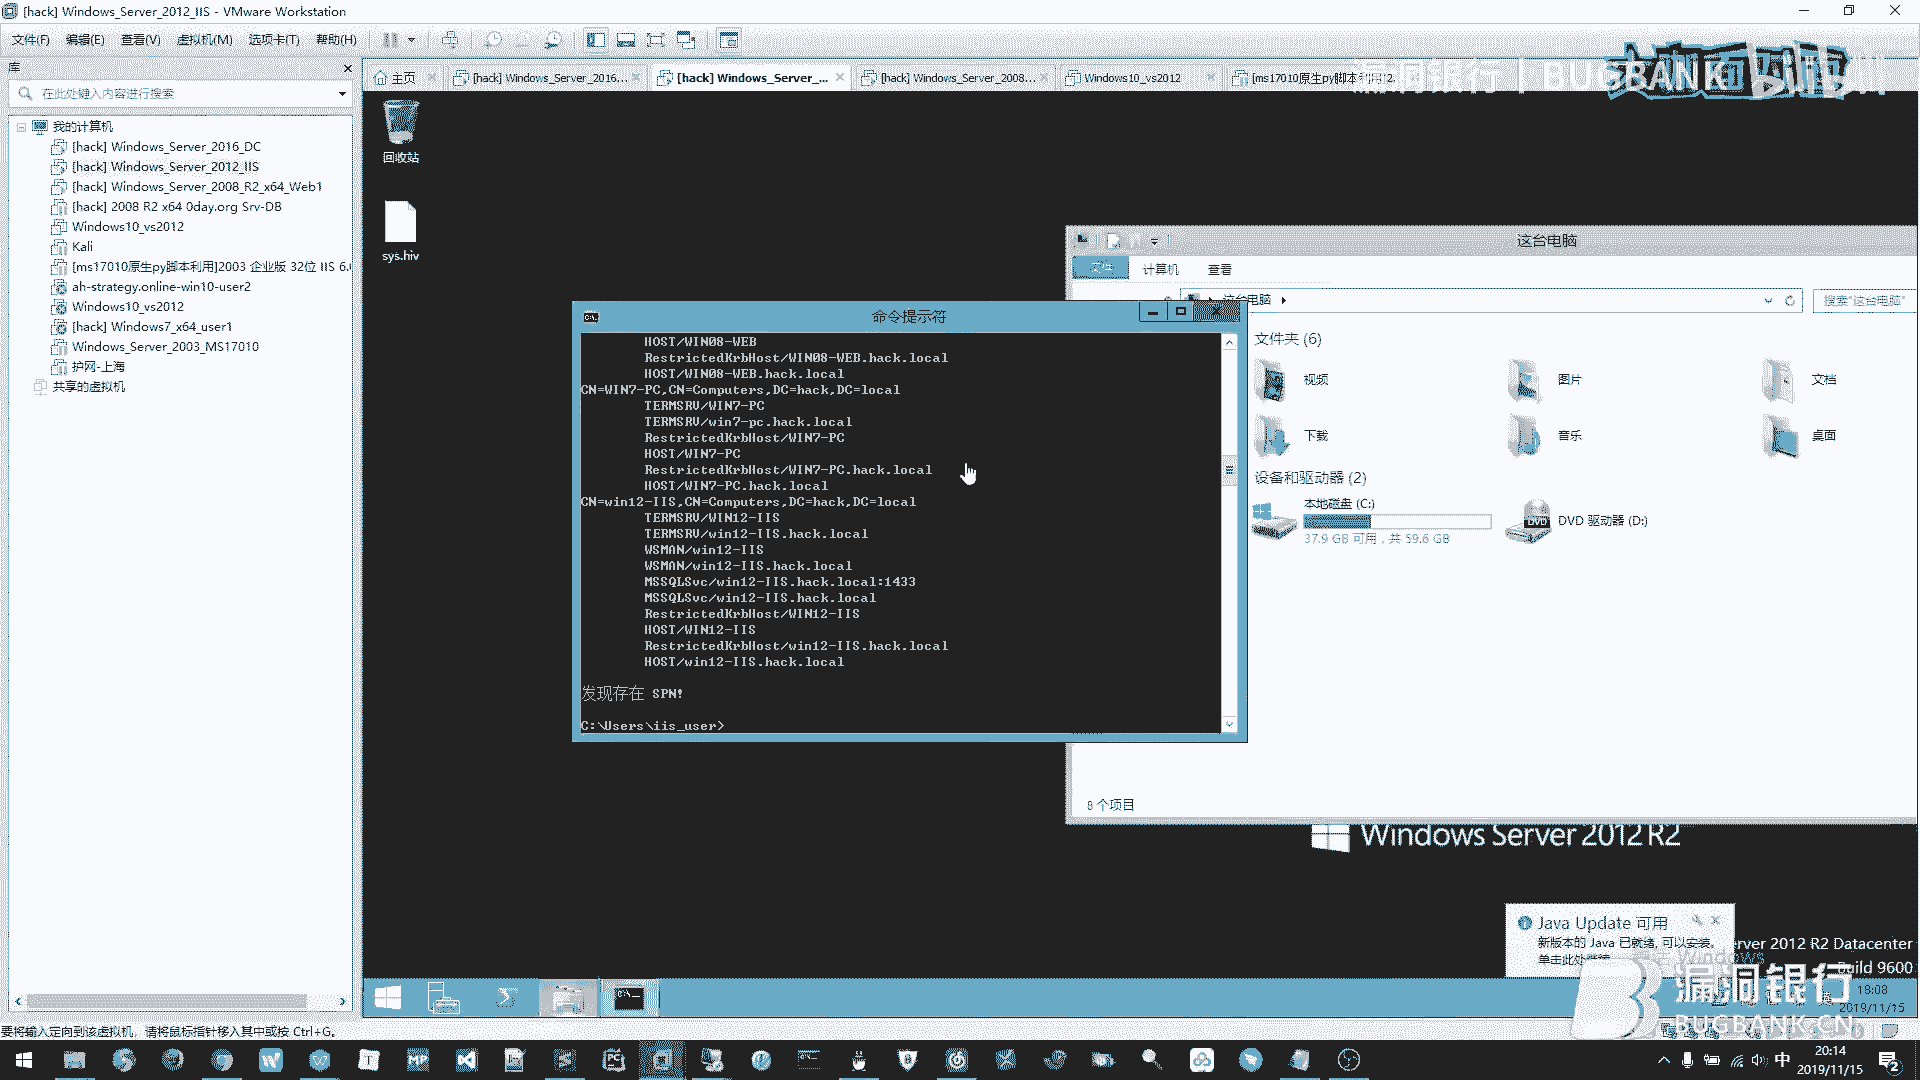 [hack] Windows_Server_2012_IIS - VMware Workstation
文件(F) 编辑(E) 查看(V) 虚拟机(M) 选项卡(T) 帮助(H)
库
在此处键入内容进行搜索
我的计算机
[hack] Windows_Server_2016_DC
[hack] Windows_Server_2012_IIS
[hack] Windows_Server_2008_R2_x64_Web1
[hack] 2008 R2 x64 0day.org Srv-DB
Windows10_vs2012
Kali
[ms17010原生py脚本利用]2003 企业版 32位 IIS 6.
ah-strategy.online-win10-user2
Windows10_vs2012
[hack] Windows7_x64_user1
Windows_Server_2003_MS17010
护网-上海
共享的虚拟机
主页 [hack] Windows_Server_2016... [hack] Windows_Server_... [hack] Windows_Server_2008... Windows10_vs2012 [ms17010原生py脚本利用]2...
漏洞银行 | BUGBANK
回收站
sys.hiv
这台电脑
文件 计算机 查看
这台电脑
搜索"这台电脑"
文件夹 (6)
视频 图片 文档
下载 音乐 桌面
设备和驱动器 (2)
本地磁盘 (C:)
37.9 GB 可用，共 59.6 GB
DVD 驱动器 (D:)
8 个项目
命令提示符
HOST/WIN08-WEB
RestrictedKrbHost/WIN08-WEB.hack.local
HOST/WIN08-WEB.hack.local
CN=WIN7-PC,CN=Computers,DC=hack,DC=local
TERMSRV/WIN7-PC
TERMSRV/win7-pc.hack.local
RestrictedKrbHost/WIN7-PC
HOST/WIN7-PC
RestrictedKrbHost/WIN7-PC.hack.local
HOST/WIN7-PC.hack.local
CN=win12-IIS,CN=Computers,DC=hack,DC=local
TERMSRV/WIN12-IIS
TERMSRV/win12-IIS.hack.local
WSMAN/win12-IIS
WSMAN/win12-IIS.hack.local
MSSQLSvc/win12-IIS.hack.local:1433
MSSQLSvc/win12-IIS.hack.local
RestrictedKrbHost/WIN12-IIS
HOST/WIN12-IIS
RestrictedKrbHost/win12-IIS.hack.local
HOST/win12-IIS.hack.local
发现存在 SPN!
C:\Users\iis_user>
Windows Server 2012 R2
Java Update 可用
新版本的 Java 已就绪, 可以安装。
单击此处继续
rver 2012 R2 Datacenter
Build 9600
漏洞银行
BUGBANK.CN
18:08
2019/11/15
要将输入定向到该虚拟机，请将鼠标指针移入其中或按 Ctrl+G。
中
20:14
2019/11/15
2